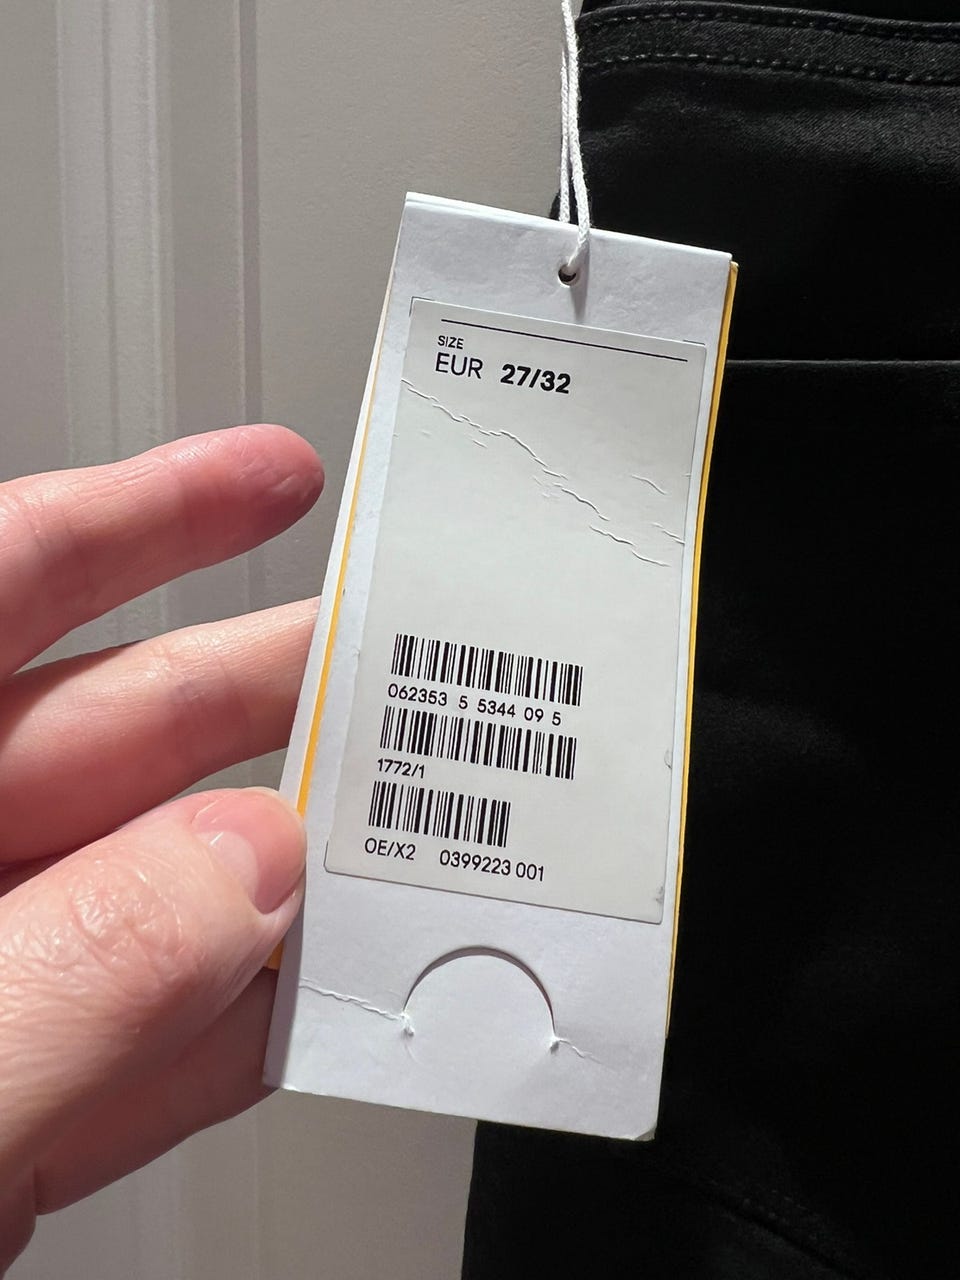 SIZE
EUR 27/32
062353 5 5344 09 5
1772/1
OE/X2 0399223 001